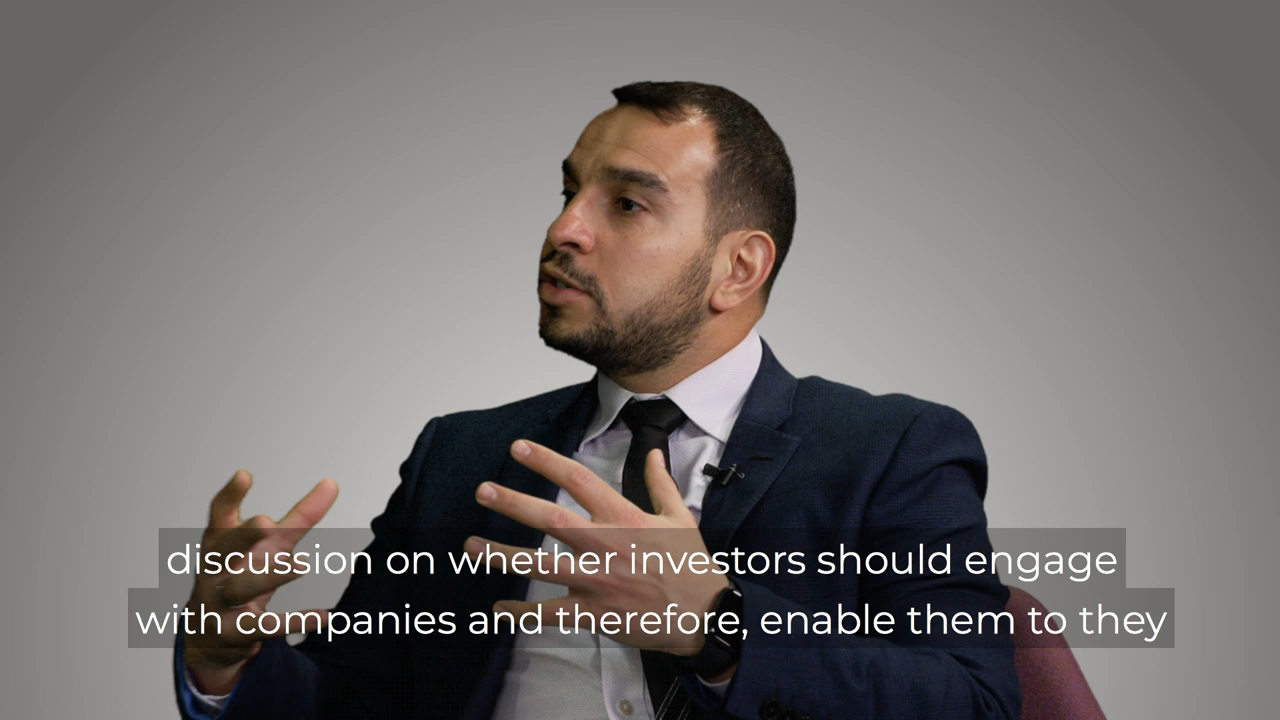 discussion on whether investors should engage
with companies and therefore, enable them to they